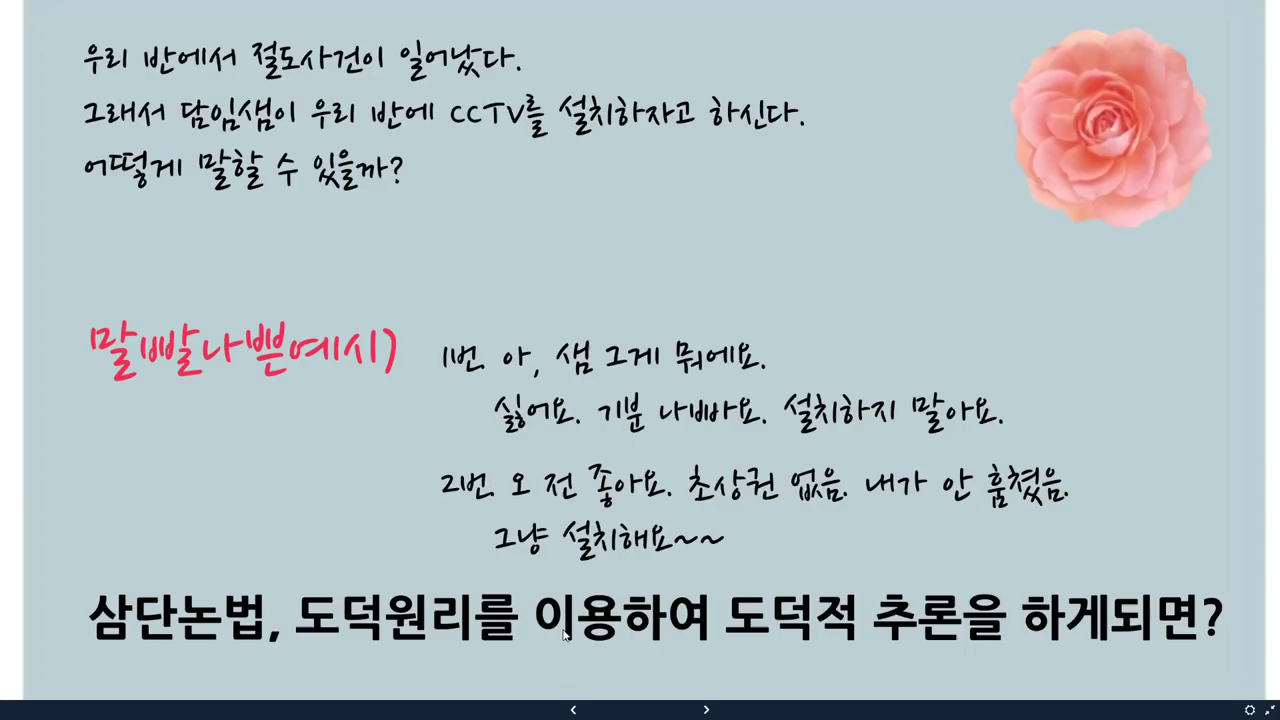 우리 반에서 절도사건이 일어났다.
그래서 담임샘이 우리 반에 CCTV를 설치하자고 하신다.
어떻게 말할 수 있을까?
말빨나쁜예시)
1번. 아, 샘 그게 뭐에요.
싫어요. 기분 나빠요. 설치하지 말아요.
2번. 오 전 좋아요. 초상권 없음. 내가 안 훔쳤음.
그냥 설치해요~~
삼단논법, 도덕원리를 이용하여 도덕적 추론을 하게되면?